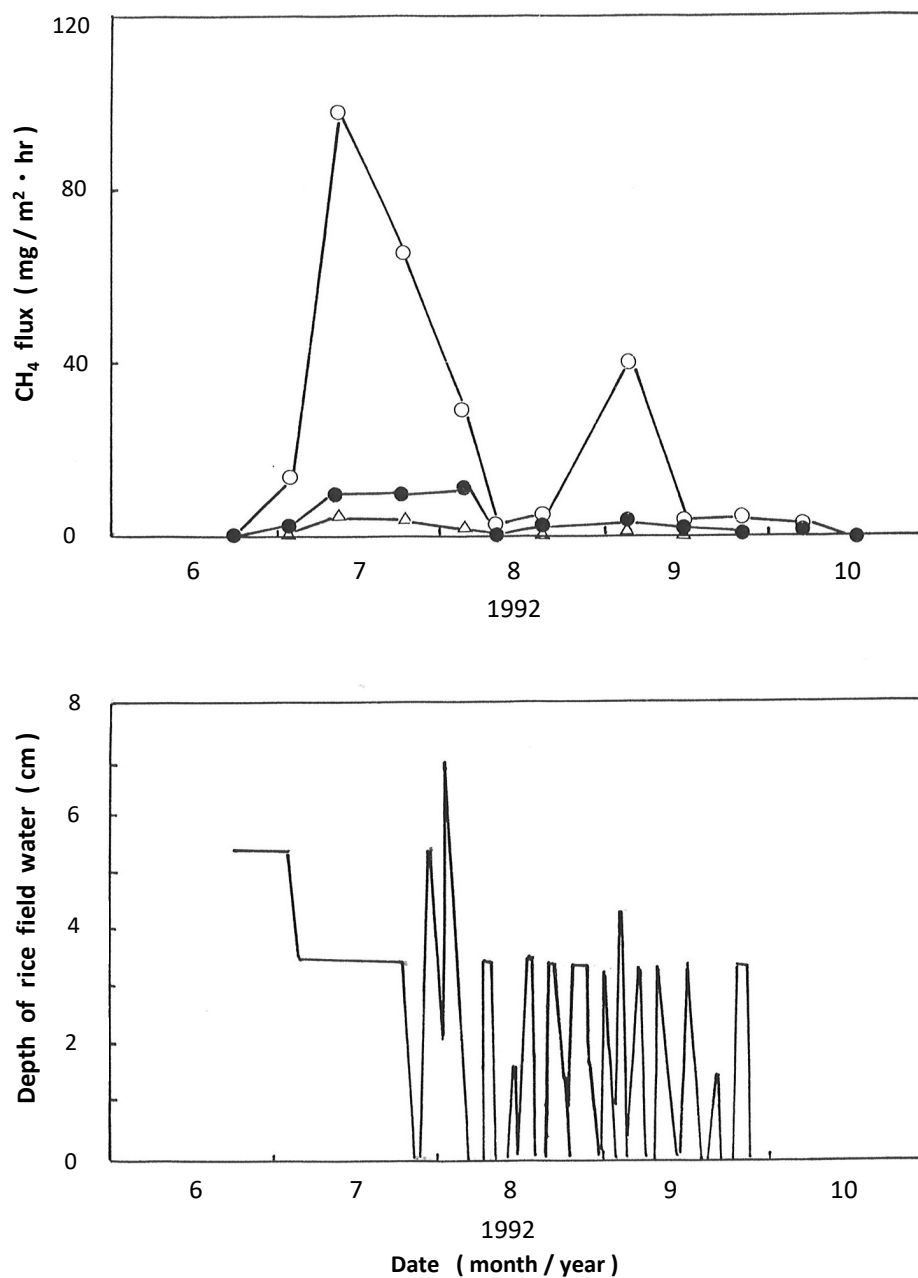 120
80
40
0
CH₄ flux ( mg / m² · hr )
6 7 8 9 10
1992
8
6
4
2
0
Depth of rice field water ( cm )
6 7 8 9 10
1992
Date ( month / year )